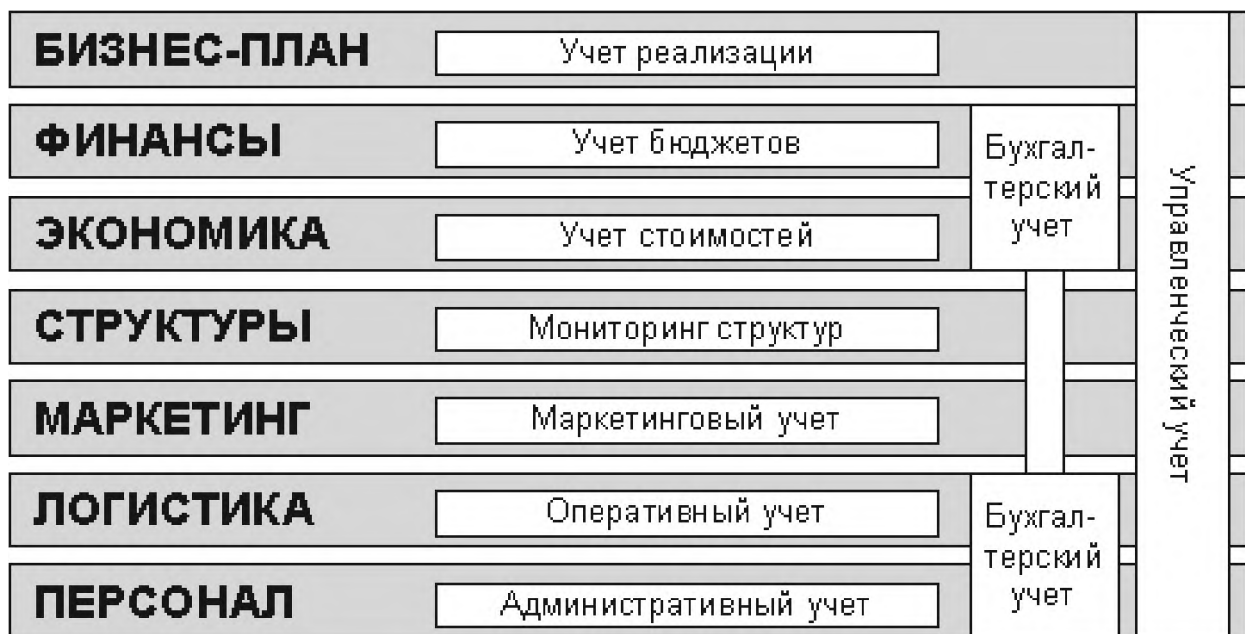 БИЗНЕС-ПЛАН
Учет реализации
ФИНАНСЫ
Учет бюджетов
Бухгал-
терский
учет
ЭКОНОМИКА
Учет стоимостей
СТРУКТУРЫ
Мониторинг структур
МАРКЕТИНГ
Маркетинговый учет
ЛОГИСТИКА
Оперативный учет
Бухгал-
терский
учет
ПЕРСОНАЛ
Административный учет
Управленческий учет